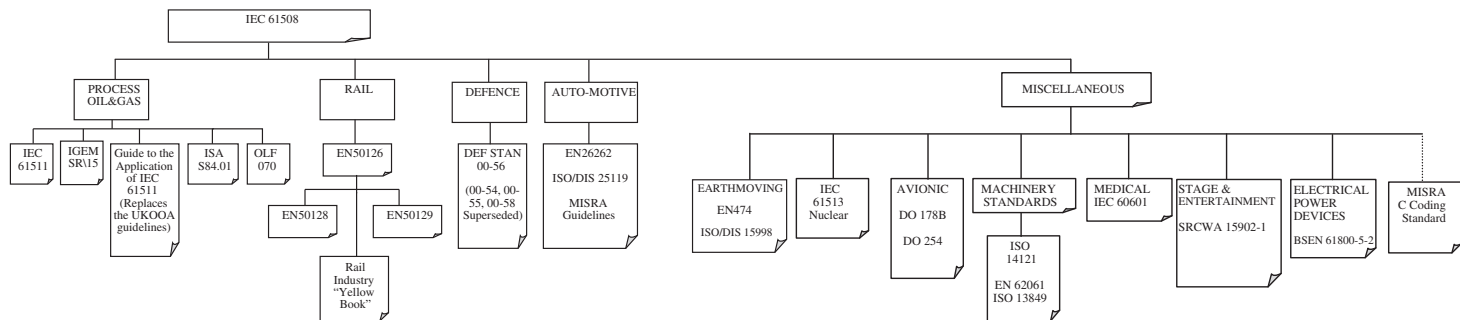 IEC 61508
PROCESS
OIL&GAS
RAIL
DEFENCE
AUTO-MOTIVE
MISCELLANEOUS
IEC
61511
IGEM
SR\15
Guide to the
Application
of IEC
61511
(Replaces
the UKOOA
guidelines)
ISA
S84.01
OLF
070
EN50126
EN50128
EN50129
Rail
Industry
“Yellow
Book”
DEF STAN
00-56
(00-54, 00-
55, 00-58
Superseded)
EN26262
ISO/DIS 25119
MISRA
Guidelines
EARTHMOVING
EN474
ISO/DIS 15998
IEC
61513
Nuclear
AVIONIC
DO 178B
DO 254
MACHINERY
STANDARDS
ISO
14121
EN 62061
ISO 13849
MEDICAL
IEC 60601
STAGE &
ENTERTAINMENT
SRCWA 15902-1
ELECTRICAL
POWER
DEVICES
BSEN 61800-5-2
MISRA
C Coding
Standard